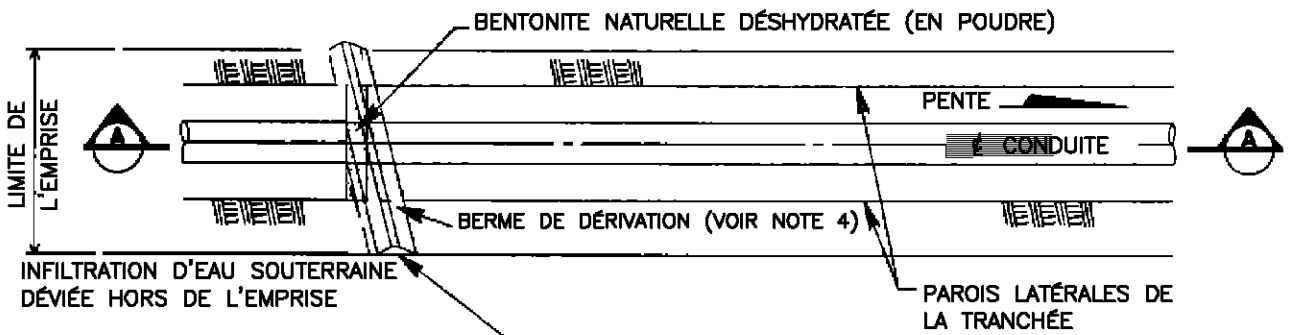 BENTONITE NATURELLE DÉSHYDRATÉE (EN POUDRE)
LIMITE DE
L'EMPRISE
A
PENTE
A
℄ CONDUITE
BERME DE DÉRIVATION (VOIR NOTE 4)
INFILTRATION D'EAU SOUTERRAINE
DÉVIÉE HORS DE L'EMPRISE
PAROIS LATÉRALES DE
LA TRANCHÉE